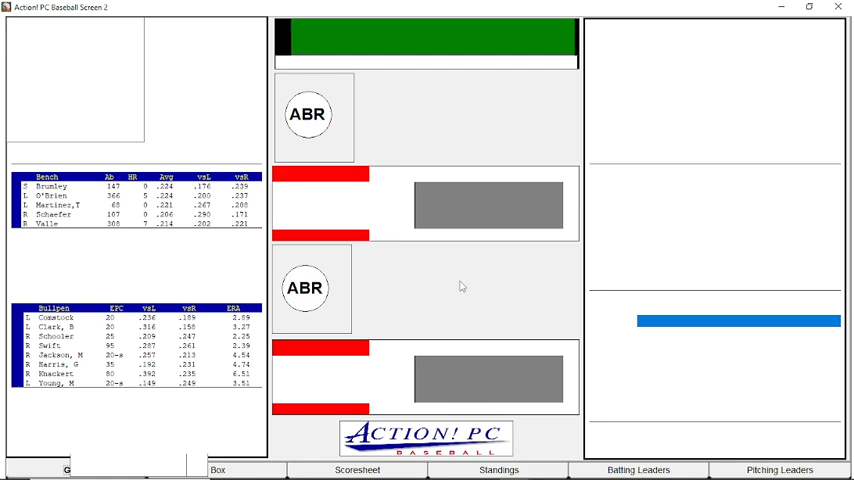 Action! PC Baseball Screen 2
ABR
Bench Ab HR Avg vsL vsR
S Brumley 147 0 .224 .176 .239
L O'Brien 366 5 .224 .200 .237
L Martinez,T 68 0 .221 .267 .208
R Schaefer 107 0 .206 .290 .171
R Valle 308 7 .214 .202 .221
ABR
Bullpen EPC vsL vsR ERA
L Comstock 20 .236 .189 2.89
L Clark, B 20 .316 .158 3.27
R Schooler 25 .209 .247 2.25
R Swift 95 .287 .261 2.39
R Jackson, M 20-s .257 .213 4.54
R Harris, G 35 .192 .231 4.74
R Knackert 80 .392 .235 6.51
L Young, M 20-s .149 .249 3.51
ACTION! PC
BASEBALL
Box Scoresheet Standings Batting Leaders Pitching Leaders